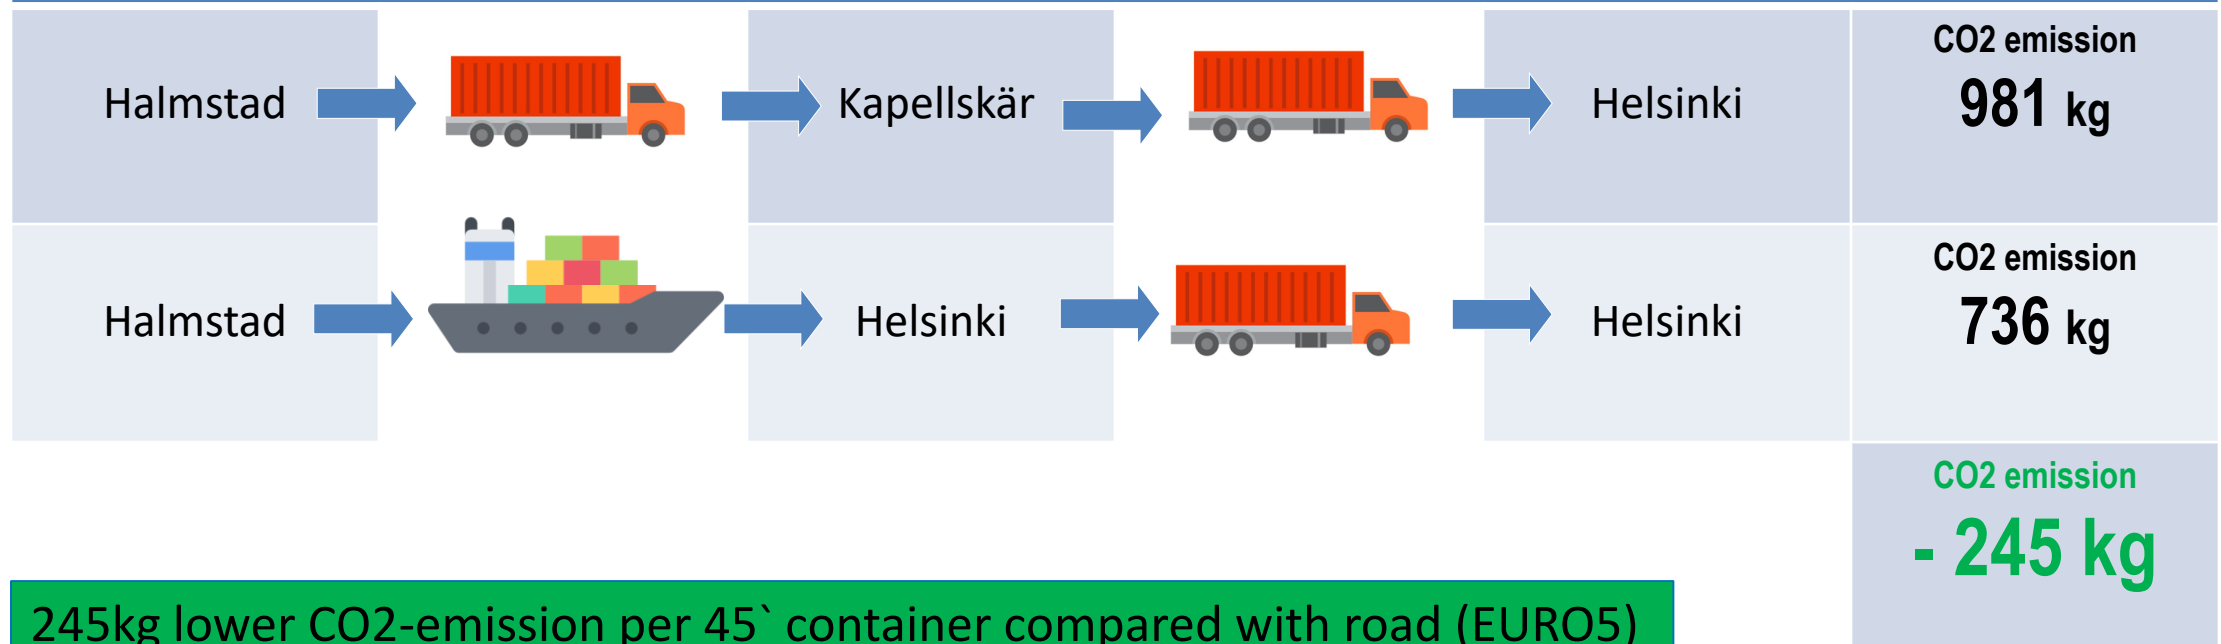 Halmstad
Kapellskär
Helsinki
CO2 emission
981 kg
Halmstad
Helsinki
Helsinki
CO2 emission
736 kg
CO2 emission
- 245 kg
245kg lower CO2-emission per 45` container compared with road (EURO5)